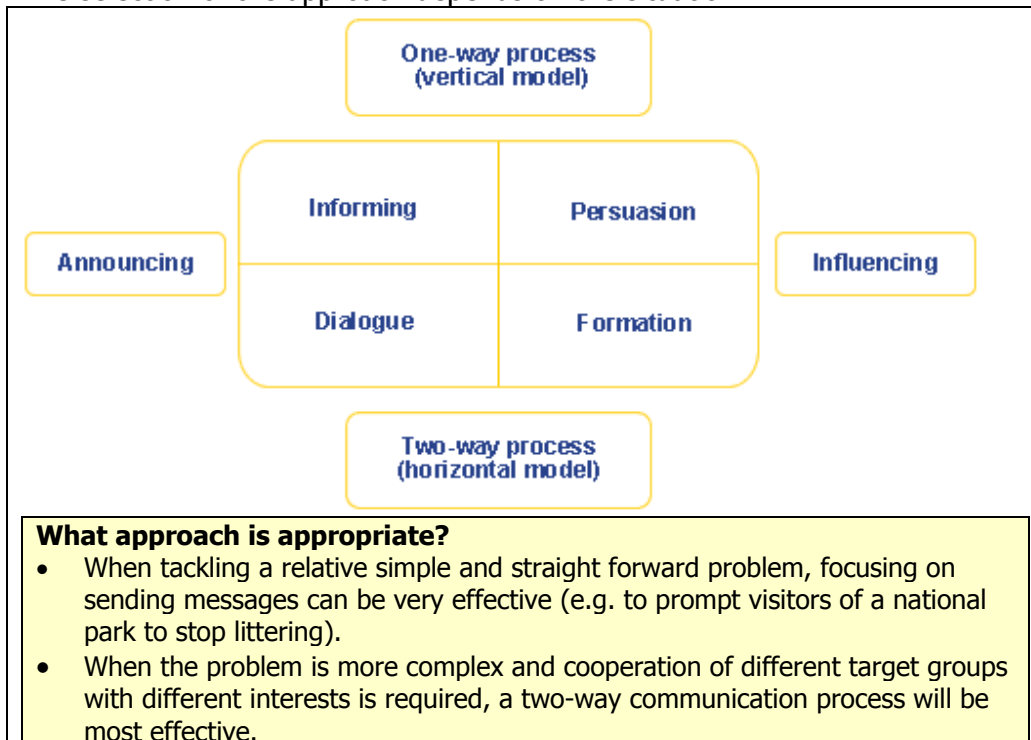 One-way process
(vertical model)
Informing
Persuasion
Announcing
Influencing
Dialogue
Formation
Two-way process
(horizontal model)
What approach is appropriate?
• When tackling a relative simple and straight forward problem, focusing on
sending messages can be very effective (e.g. to prompt visitors of a national
park to stop littering).
• When the problem is more complex and cooperation of different target groups
with different interests is required, a two-way communication process will be
most effective.